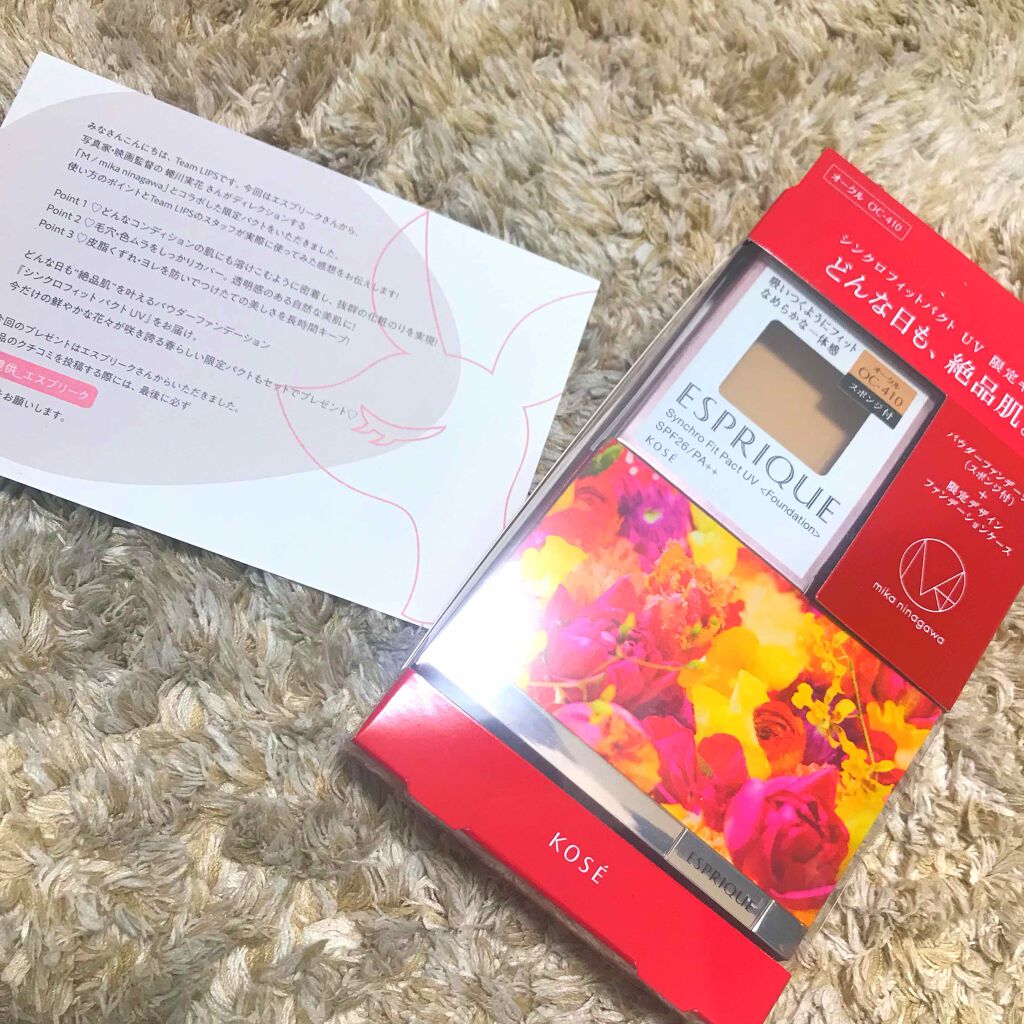 みなさんこんにちは、Team LIPSです。今回はエスプリークさんから、
写真家・映画監督の 蜷川実花 さんがディレクションする
「M / mika ninagawa」とコラボした限定パクトをいただきました。
使い方のポイントとTeam LIPSのスタッフが実際に使ってみた感想をお伝えします!
Point 1 ♡どんなコンディションの肌にも溶けこむように密着し、抜群の化粧のりを実現!
Point 2 ♡毛穴・色ムラをしっかりカバー。透明感のある自然な美肌に!
Point 3 ♡皮脂くずれ・ヨレを防いでつけたての美しさを長時間キープ!
どんな日も"絶品肌"を叶えるパウダーファンデーション
『シンクロフィット パクト UV』をお届け。
今だけの鮮やかな花々が咲き誇る春らしい限定パクトもセットでプレゼント♡
回のプレゼントはエスプリークさんからいただきました。
品のクチコミを投稿する際には、最後に必ず
提供_エスプリーク
をお願いします。
オークル OC-410
シンクロフィットパクト UV 限定
どんな日も、絶品肌。
吸いつくようにフィット
なめらかな一体感
オークル
OC-410
スポンジ付
ESPRIQUE
Synchro Fit Pact UV <Foundation>
SPF26/PA++
KOSÉ
パウダーファンデー
(スポンジ付)
+
限定デザイン
ファンデーションケース
M
mika ninagawa
KOSÉ
ESPRIQUE